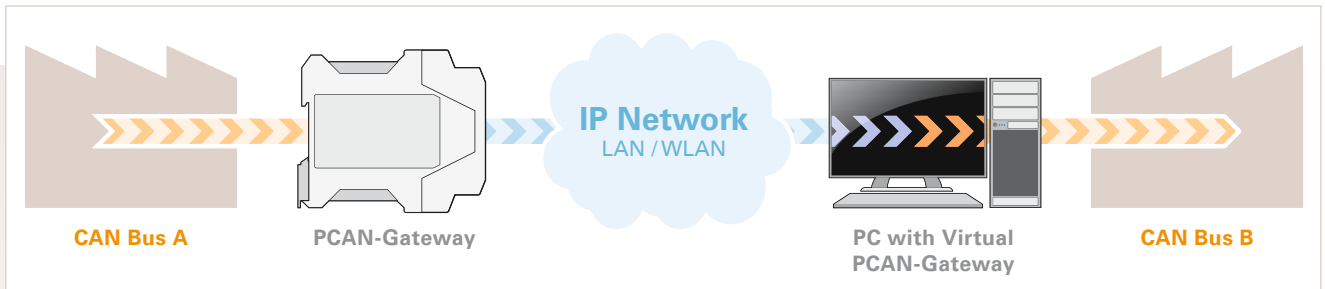 IP Network
LAN / WLAN
CAN Bus A
PCAN-Gateway
PC with Virtual
PCAN-Gateway
CAN Bus B